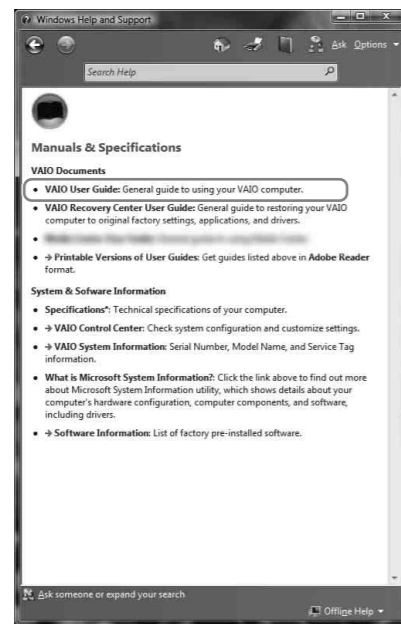 Windows Help and Support
Ask Options
Search Help
Manuals & Specifications
VAIO Documents
• VAIO User Guide: General guide to using your VAIO computer.
• VAIO Recovery Center User Guide: General guide to restoring your VAIO
computer to original factory settings, applications, and drivers.
• → Printable Versions of User Guides: Get guides listed above in Adobe Reader
format.
System & Sofware Information
• Specifications*: Technical specifications of your computer.
• → VAIO Control Center: Check system configuration and customize settings.
• → VAIO System Information: Serial Number, Model Name, and Service Tag
information.
• What is Microsoft System Information?: Click the link above to find out more
about Microsoft System Information utility, which shows details about your
computer's hardware configuration, computer components, and software,
including drivers.
• → Software Information: List of factory pre-installed software.
Ask someone or expand your search
Offline Help